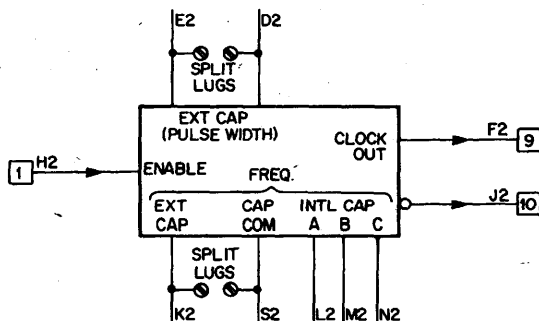 E2 D2
SPLIT
LUGS
EXT CAP
(PULSE WIDTH)
CLOCK
OUT
F2
9
1
H2
ENABLE
FREQ.
J2
10
EXT
CAP
CAP
COM
INTL CAP
A B C
SPLIT
LUGS
K2 S2 L2 M2 N2